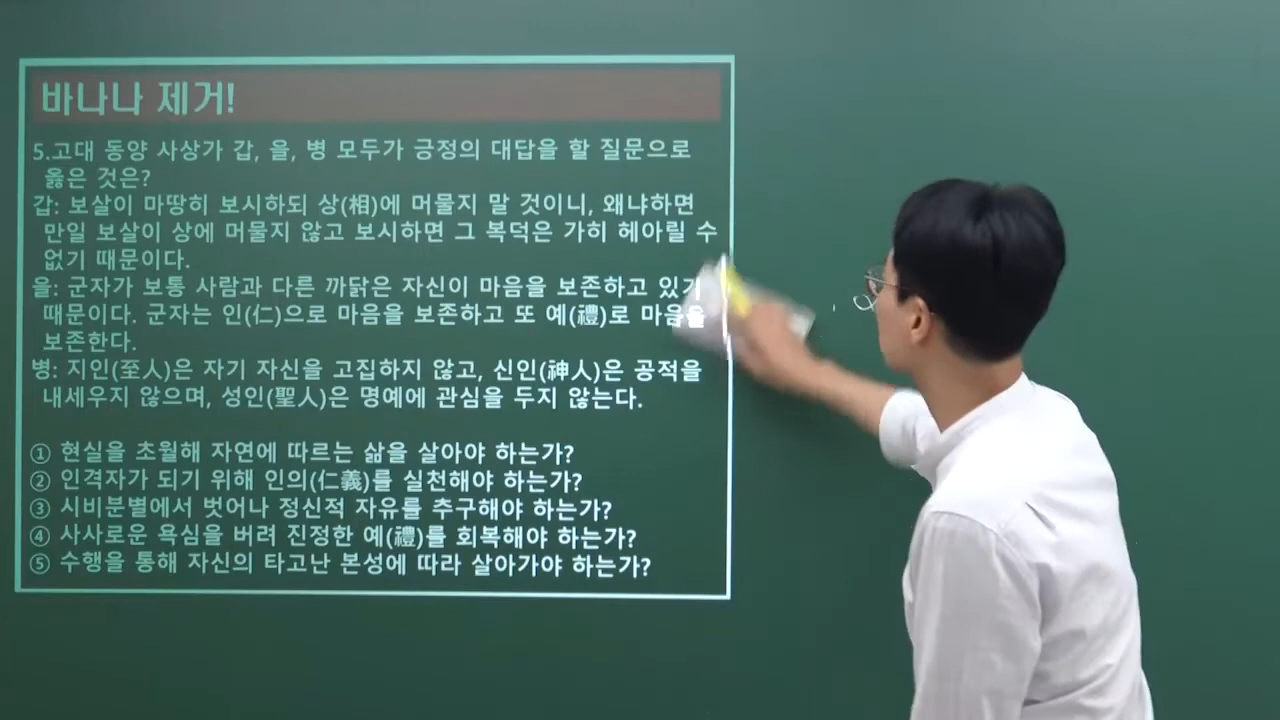 바나나 제거!
5.고대 동양 사상가 갑, 을, 병 모두가 긍정의 대답을 할 질문으로
옳은 것은?
갑: 보살이 마땅히 보시하되 상(相)에 머물지 말 것이니, 왜냐하면
만일 보살이 상에 머물지 않고 보시하면 그 복덕은 가히 헤아릴 수
없기 때문이다.
을: 군자가 보통 사람과 다른 까닭은 자신이 마음을 보존하고 있기
때문이다. 군자는 인(仁)으로 마음을 보존하고 또 예(禮)로 마음을
보존한다.
병: 지인(至人)은 자기 자신을 고집하지 않고, 신인(神人)은 공적을
내세우지 않으며, 성인(聖人)은 명예에 관심을 두지 않는다.
① 현실을 초월해 자연에 따르는 삶을 살아야 하는가?
② 인격자가 되기 위해 인의(仁義)를 실천해야 하는가?
③ 시비분별에서 벗어나 정신적 자유를 추구해야 하는가?
④ 사사로운 욕심을 버려 진정한 예(禮)를 회복해야 하는가?
⑤ 수행을 통해 자신의 타고난 본성에 따라 살아가야 하는가?